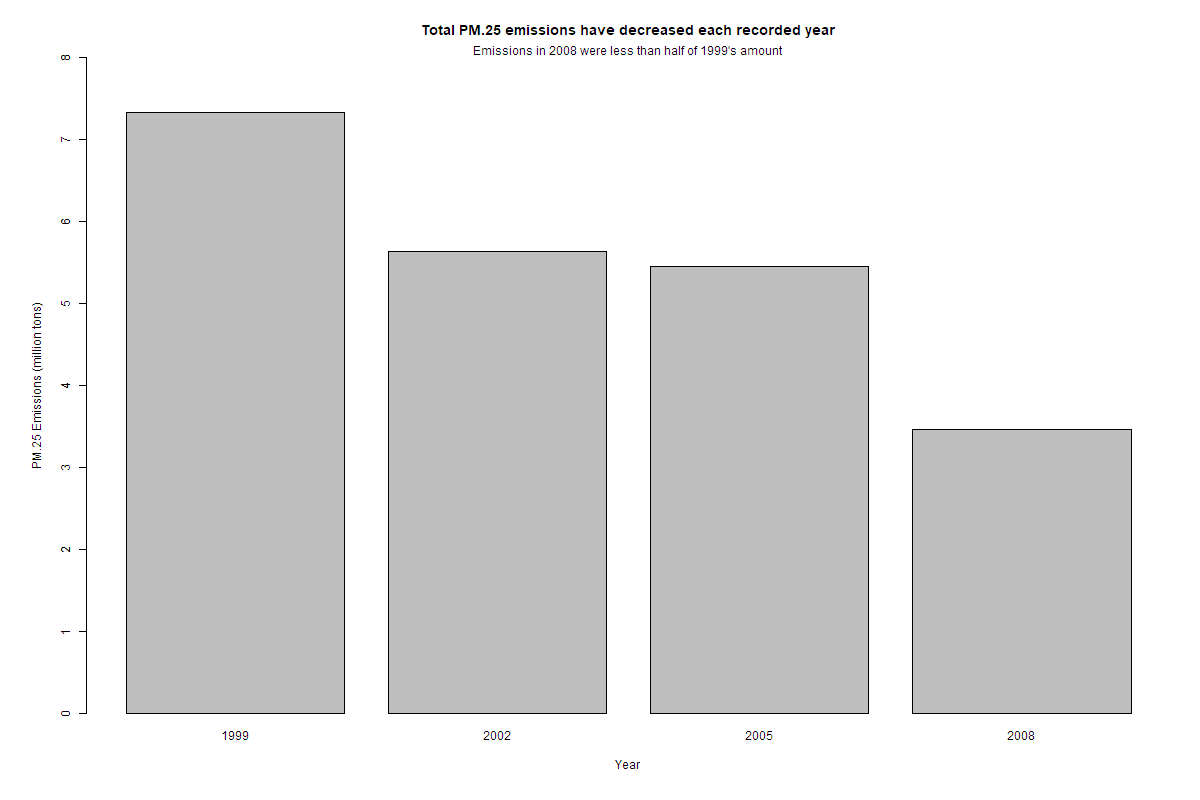 Total PM.25 emissions have decreased each recorded year
Emissions in 2008 were less than half of 1999's amount
8
7
6
5
4
3
2
1
0
PM.25 Emissions (million tons)
1999 2002 2005 2008
Year